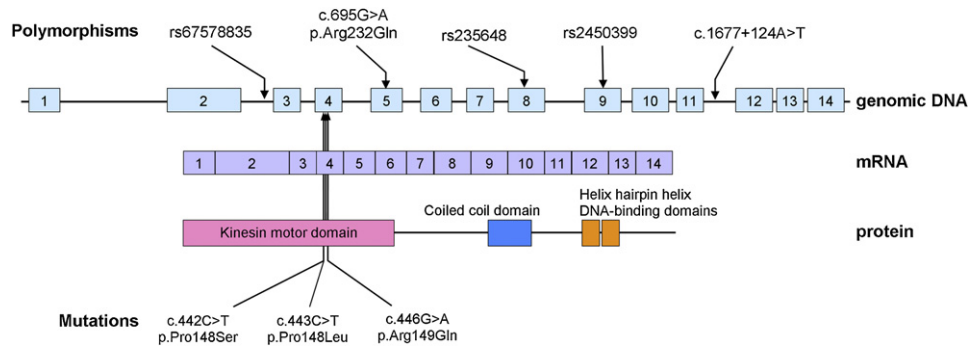 Polymorphisms
rs67578835
c.695G>A
p.Arg232Gln
rs235648
rs2450399
c.1677+124A>T
1 2 3 4 5 6 7 8 9 10 11 12 13 14
genomic DNA
1 2 3 4 5 6 7 8 9 10 11 12 13 14
mRNA
Coiled coil domain
Helix hairpin helix
DNA-binding domains
Kinesin motor domain
protein
Mutations
c.442C>T
p.Pro148Ser
c.443C>T
p.Pro148Leu
c.446G>A
p.Arg149Gln